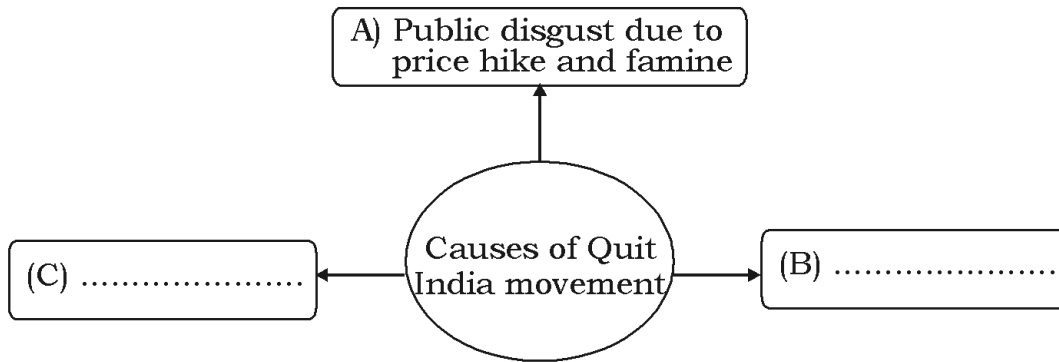 A) Public disgust due to
price hike and famine
Causes of Quit
India movement
(C) ......................
(B) ......................